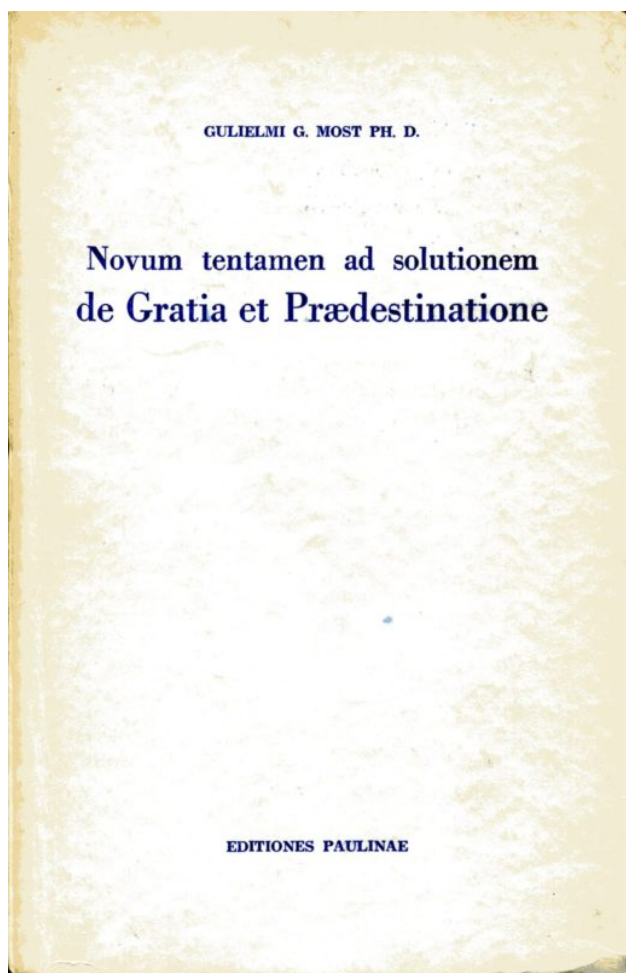 GULIELMI G. MOST PH. D.
Novum tentamen ad solutionem
de Gratia et Prædestinatione
EDITIONES PAULINAE